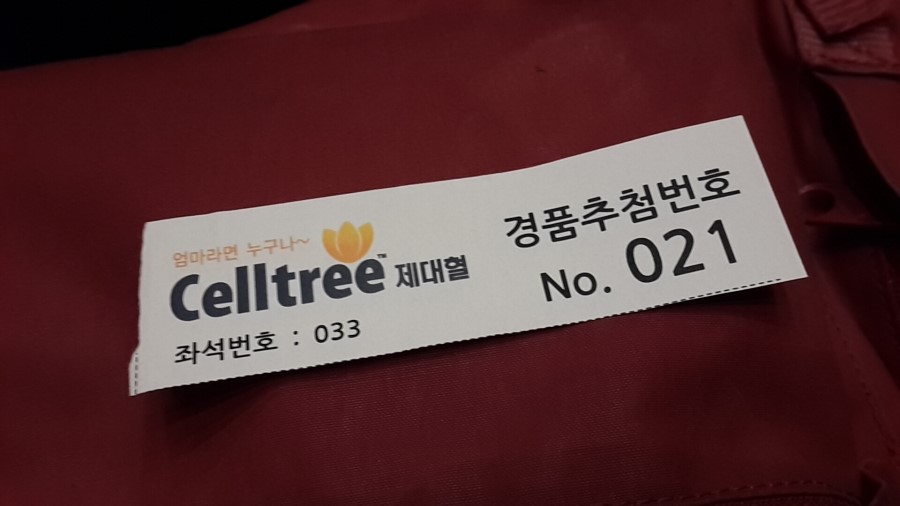 엄마라면 누구나~
Celltree™ 제대혈
좌석번호 : 033
경품추첨번호
No. 021